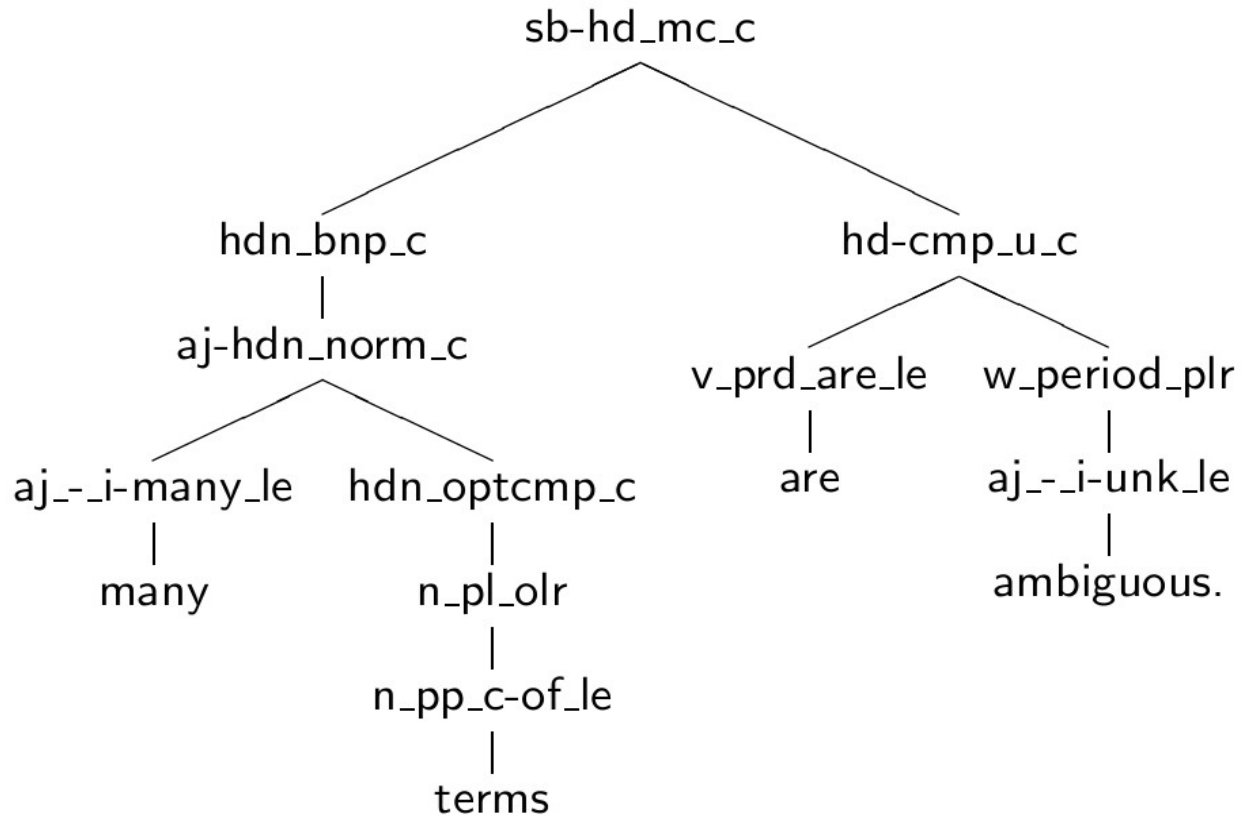 sb-hd_mc_c
hdn_bnp_c hd-cmp_u_c
aj-hdn_norm_c
v_prd_are_le w_period_plr
aj_-_i-many_le hdn_optcmp_c are aj_-_i-unk_le
many n_pl_olr ambiguous.
n_pp_c-of_le
terms